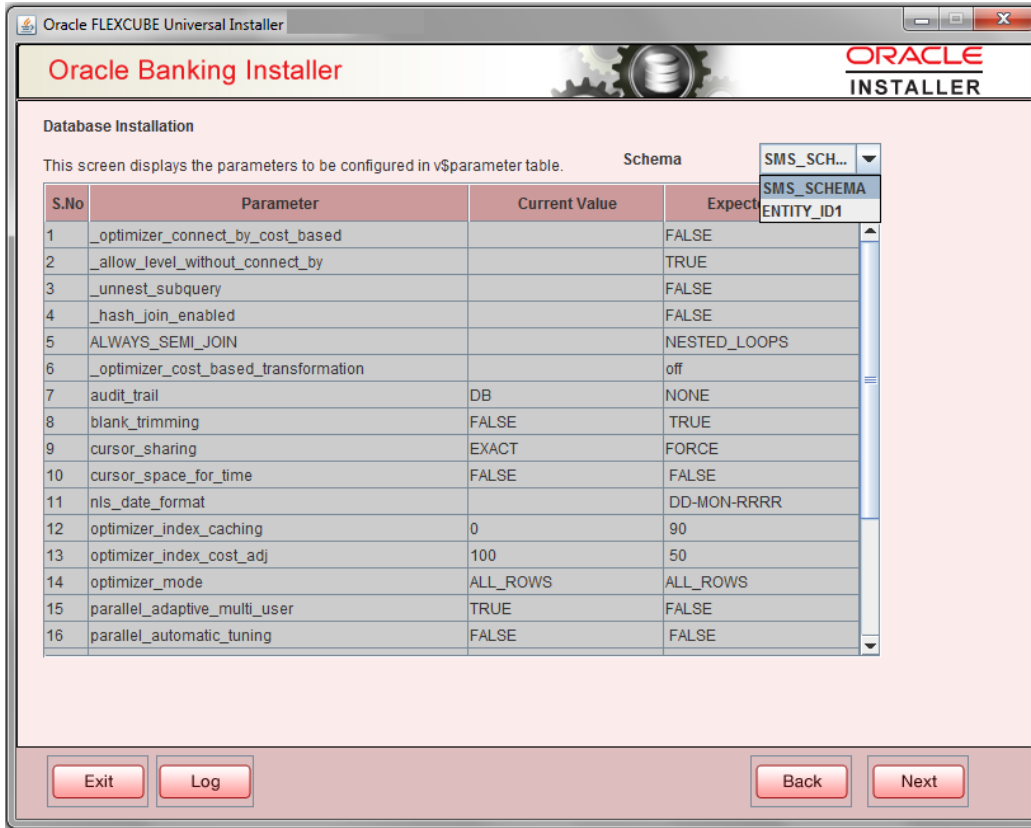 Oracle FLEXCUBE Universal Installer
Oracle Banking Installer
ORACLE
INSTALLER
Database Installation
This screen displays the parameters to be configured in v$parameter table.
Schema
SMS_SCH...
SMS_SCHEMA
ENTITY_ID1
S.No Parameter Current Value
1 _optimizer_connect_by_cost_based FALSE
2 _allow_level_without_connect_by TRUE
3 _unnest_subquery FALSE
4 _hash_join_enabled FALSE
5 ALWAYS_SEMI_JOIN NESTED_LOOPS
6 _optimizer_cost_based_transformation off
7 audit_trail DB NONE
8 blank_trimming FALSE TRUE
9 cursor_sharing EXACT FORCE
10 cursor_space_for_time FALSE FALSE
11 nls_date_format DD-MON-RRRR
12 optimizer_index_caching 0 90
13 optimizer_index_cost_adj 100 50
14 optimizer_mode ALL_ROWS ALL_ROWS
15 parallel_adaptive_multi_user TRUE FALSE
16 parallel_automatic_tuning FALSE FALSE
Exit Log Back Next